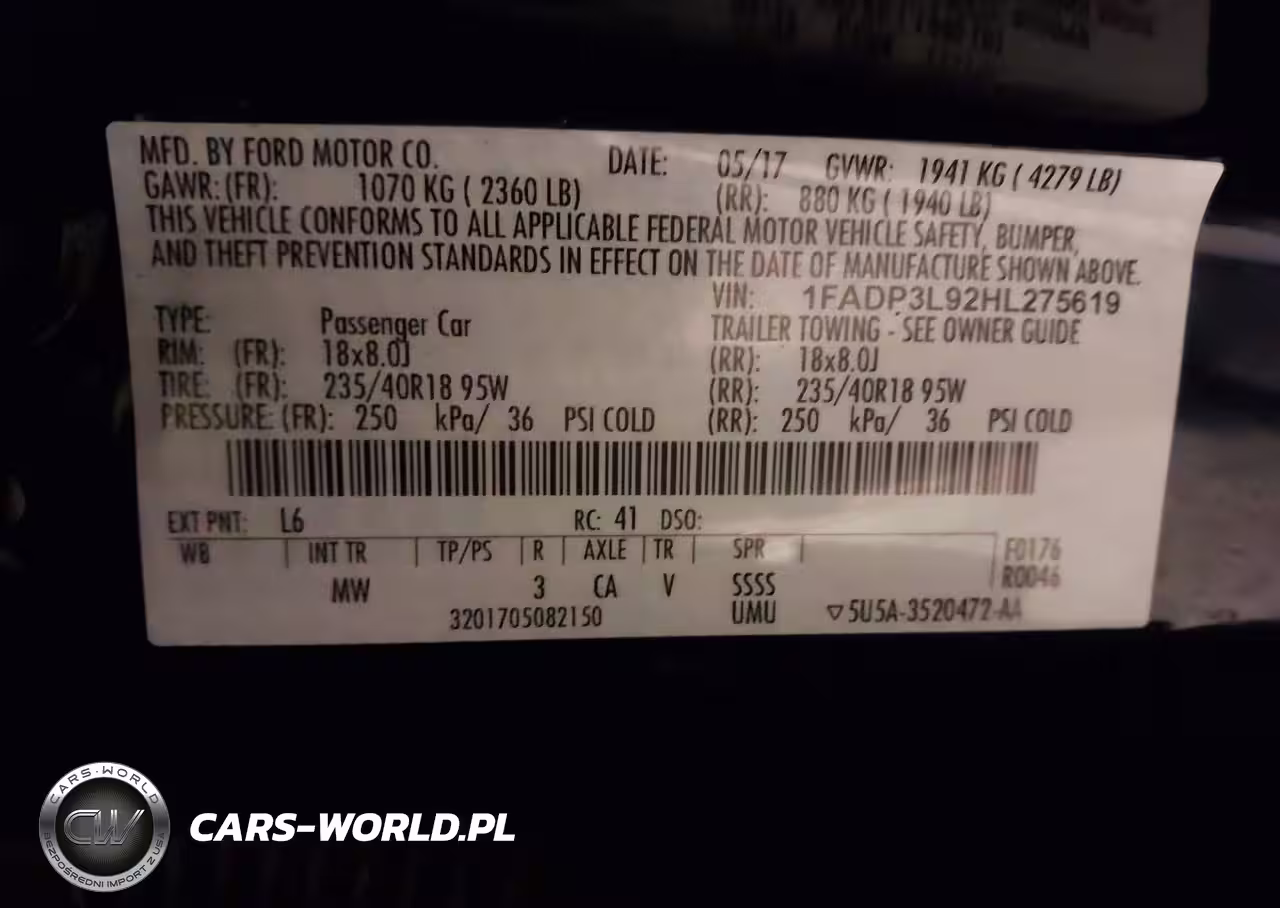 MFD. BY FORD MOTOR CO. DATE: 05/17 GVWR: 1941 KG ( 4279 LB)
GAWR: (FR): 1070 KG ( 2360 LB) (RR): 880 KG ( 1940 LB)
THIS VEHICLE CONFORMS TO ALL APPLICABLE FEDERAL MOTOR VEHICLE SAFETY, BUMPER,
AND THEFT PREVENTION STANDARDS IN EFFECT ON THE DATE OF MANUFACTURE SHOWN ABOVE.
VIN: 1FADP3L92HL275619
TYPE: Passenger Car TRAILER TOWING - SEE OWNER GUIDE
RIM: (FR): 18x8.0J (RR): 18x8.0J
TIRE: (FR): 235/40R18 95W (RR): 235/40R18 95W
PRESSURE: (FR): 250 kPa/ 36 PSI COLD (RR): 250 kPa/ 36 PSI COLD
EXT PNT: L6 RC: 41 DSO:
WB INT TR TP/PS R AXLE TR SPR F0176
MW 3 CA V SSSS R0046
3201705082150 UMU ▽5U5A-3520472-AA
CARS-WORLD
CW
BEZPOŚREDNI IMPORT Z USA
CARS-WORLD.PL